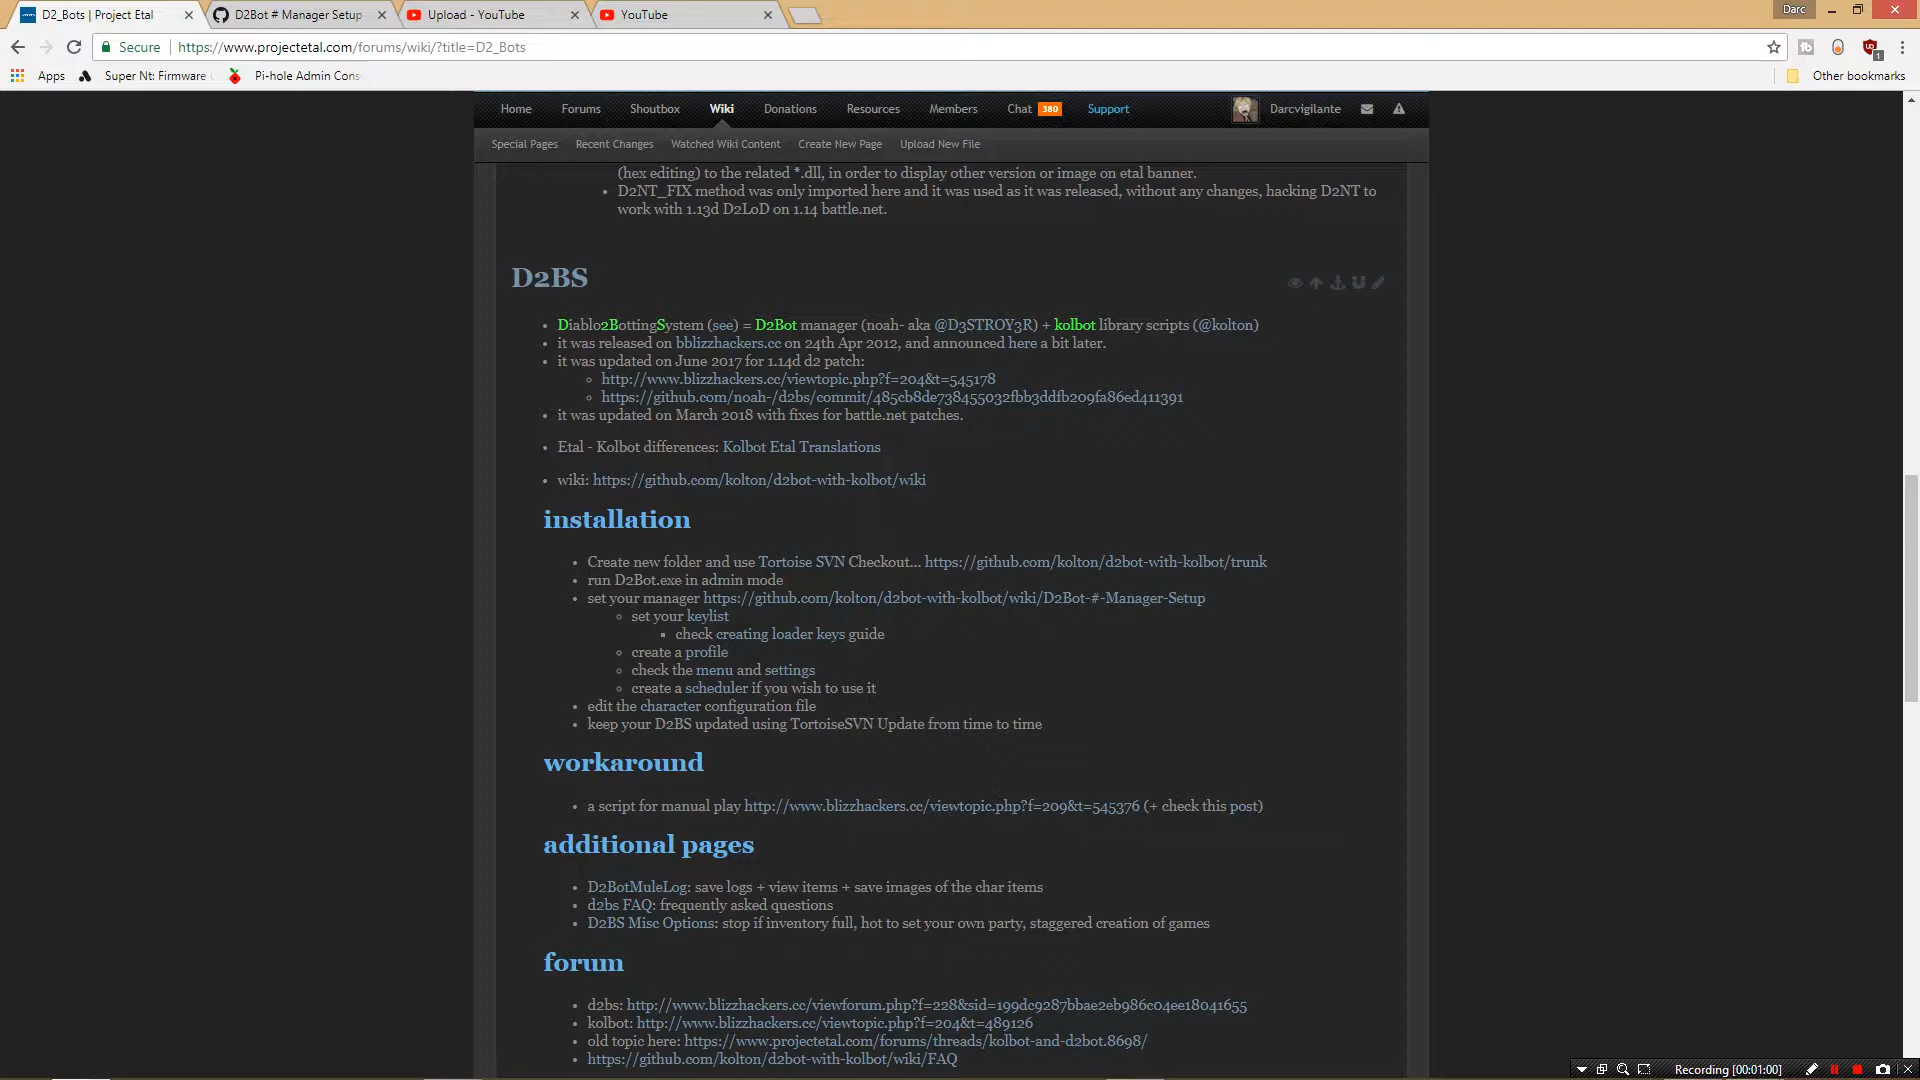 D2_Bots | Project Etal
D2Bot # Manager Setup
Upload - YouTube
YouTube
Darc
Secure
https://www.projectetal.com/forums/wiki/?title=D2_Bots
1
Apps
Super Nt: Firmware
Pi-hole Admin Cons
Other bookmarks
Home
Forums
Shoutbox
Wiki
Donations
Resources
Members
Chat 380
Support
Darcvigilante
Special Pages
Recent Changes
Watched Wiki Content
Create New Page
Upload New File
(hex editing) to the related *.dll, in order to display other version or image on etal banner.
D2NT_FIX method was only imported here and it was used as it was released, without any changes, hacking D2NT to
work with 1.13d D2LoD on 1.14 battle.net.
D2BS
Diablo2BottingSystem (see) = D2Bot manager (noah- aka @D3STROY3R) + kolbot library scripts (@kolton)
it was released on bblizzhackers.cc on 24th Apr 2012, and announced here a bit later.
it was updated on June 2017 for 1.14d d2 patch:
http://www.blizzhackers.cc/viewtopic.php?f=204&t=545178
https://github.com/noah-/d2bs/commit/485cb8de738455032fbb3ddfb209fa86ed411391
it was updated on March 2018 with fixes for battle.net patches.
Etal - Kolbot differences: Kolbot Etal Translations
wiki: https://github.com/kolton/d2bot-with-kolbot/wiki
installation
Create new folder and use Tortoise SVN Checkout... https://github.com/kolton/d2bot-with-kolbot/trunk
run D2Bot.exe in admin mode
set your manager https://github.com/kolton/d2bot-with-kolbot/wiki/D2Bot-#-Manager-Setup
set your keylist
check creating loader keys guide
create a profile
check the menu and settings
create a scheduler if you wish to use it
edit the character configuration file
keep your D2BS updated using TortoiseSVN Update from time to time
workaround
a script for manual play http://www.blizzhackers.cc/viewtopic.php?f=209&t=545376 (+ check this post)
additional pages
D2BotMuleLog: save logs + view items + save images of the char items
d2bs FAQ: frequently asked questions
D2BS Misc Options: stop if inventory full, hot to set your own party, staggered creation of games
forum
d2bs: http://www.blizzhackers.cc/viewforum.php?f=228&sid=199dc9287bbae2eb986c04ee18041655
kolbot: http://www.blizzhackers.cc/viewtopic.php?f=204&t=489126
old topic here: https://www.projectetal.com/forums/threads/kolbot-and-d2bot.8698/
https://github.com/kolton/d2bot-with-kolbot/wiki/FAQ
Recording [00:01:00]